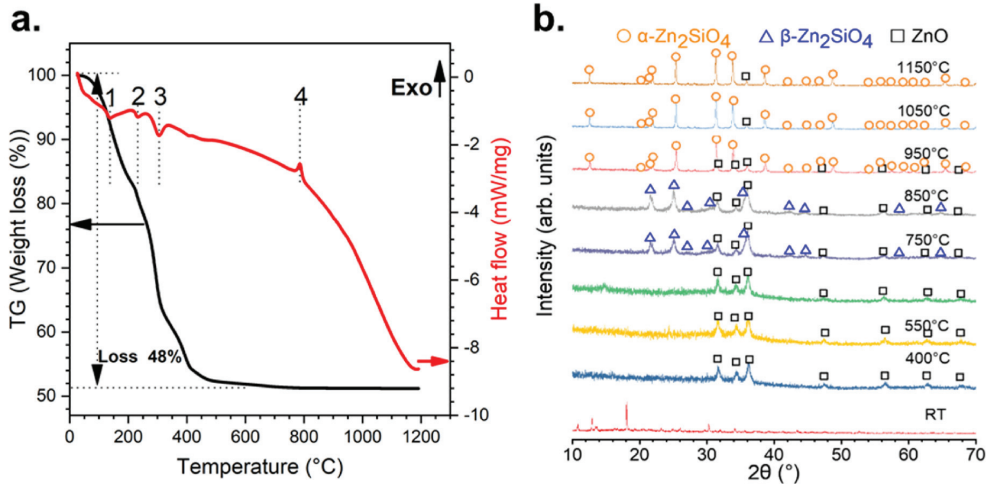 a.
TG (Weight loss (%))
100
90
80
70
60
50
0
200
400
600
800
1000
1200
Temperature (°C)
0
-2
-4
-6
-8
-10
Heat flow (mW/mg)
Exo
1
2
3
4
Loss 48%
b.
α-Zn2SiO4
β-Zn2SiO4
ZnO
Intensity (arb. units)
1150°C
1050°C
950°C
850°C
750°C
550°C
400°C
RT
10
20
30
40
50
60
70
2θ (°)